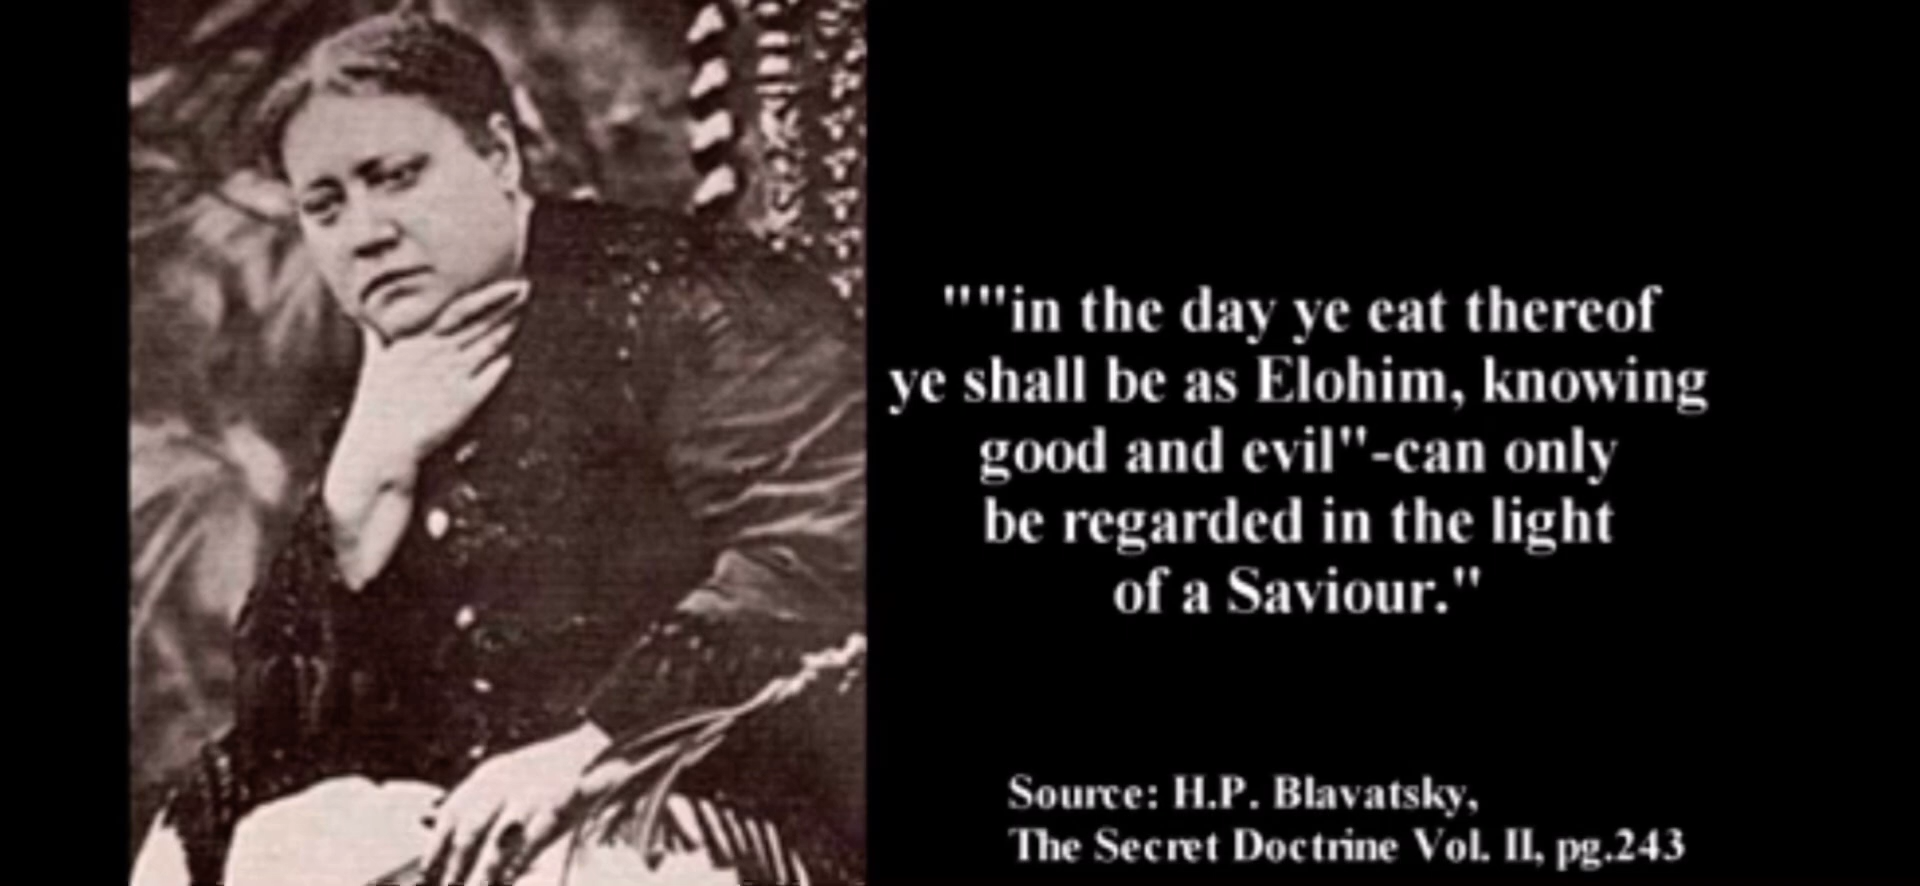 ""in the day ye eat thereof
ye shall be as Elohim, knowing
good and evil"-can only
be regarded in the light
of a Saviour."
Source: H.P. Blavatsky,
The Secret Doctrine Vol. II, pg.243